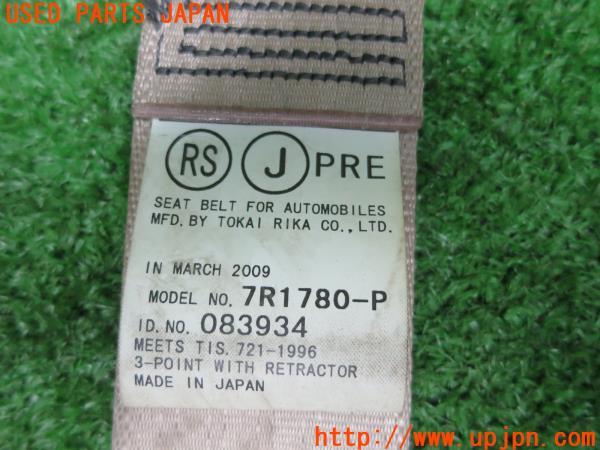 USED PARTS JAPAN
RS J PRE
SEAT BELT FOR AUTOMOBILES
MFD. BY TOKAI RIKA CO., LTD.
IN MARCH 2009
MODEL NO. 7R1780-P
ID. NO. 083934
MEETS TIS. 721-1996
3-POINT WITH RETRACTOR
MADE IN JAPAN
http://www.upjpn.com/